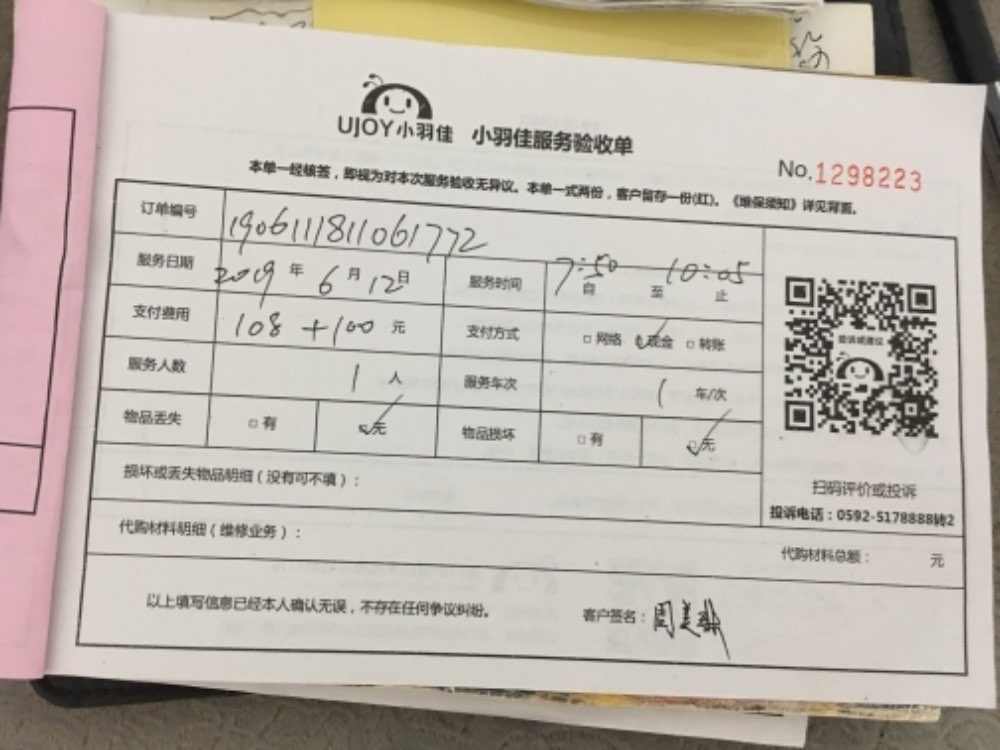 UJOY小羽佳 小羽佳服务验收单
No.1298223
本单一经核签，即视为对本次服务验收无异议。本单一式两份，客户留存一份(红)。《维保须知》详见背面。
订单编号 1906111811061772
服务日期 2019 年 6 月 12 日 服务时间 7:50 自 至 10:05 止
支付费用 108 +100 元 支付方式 □ 网络 ☑ 现金 □ 转账
服务人数 1 人 服务车次 1 车/次
物品丢失 □ 有 ☑ 无 物品损坏 □ 有 ☑ 无
投诉或建议
扫码评价或投诉
投诉电话：0592-5178888转2
损坏或丢失物品明细（没有可不填）：
代购材料明细（维修业务）：
代购材料总额： 元
以上填写信息已经本人确认无误，不存在任何争议纠纷。 客户签名：周美